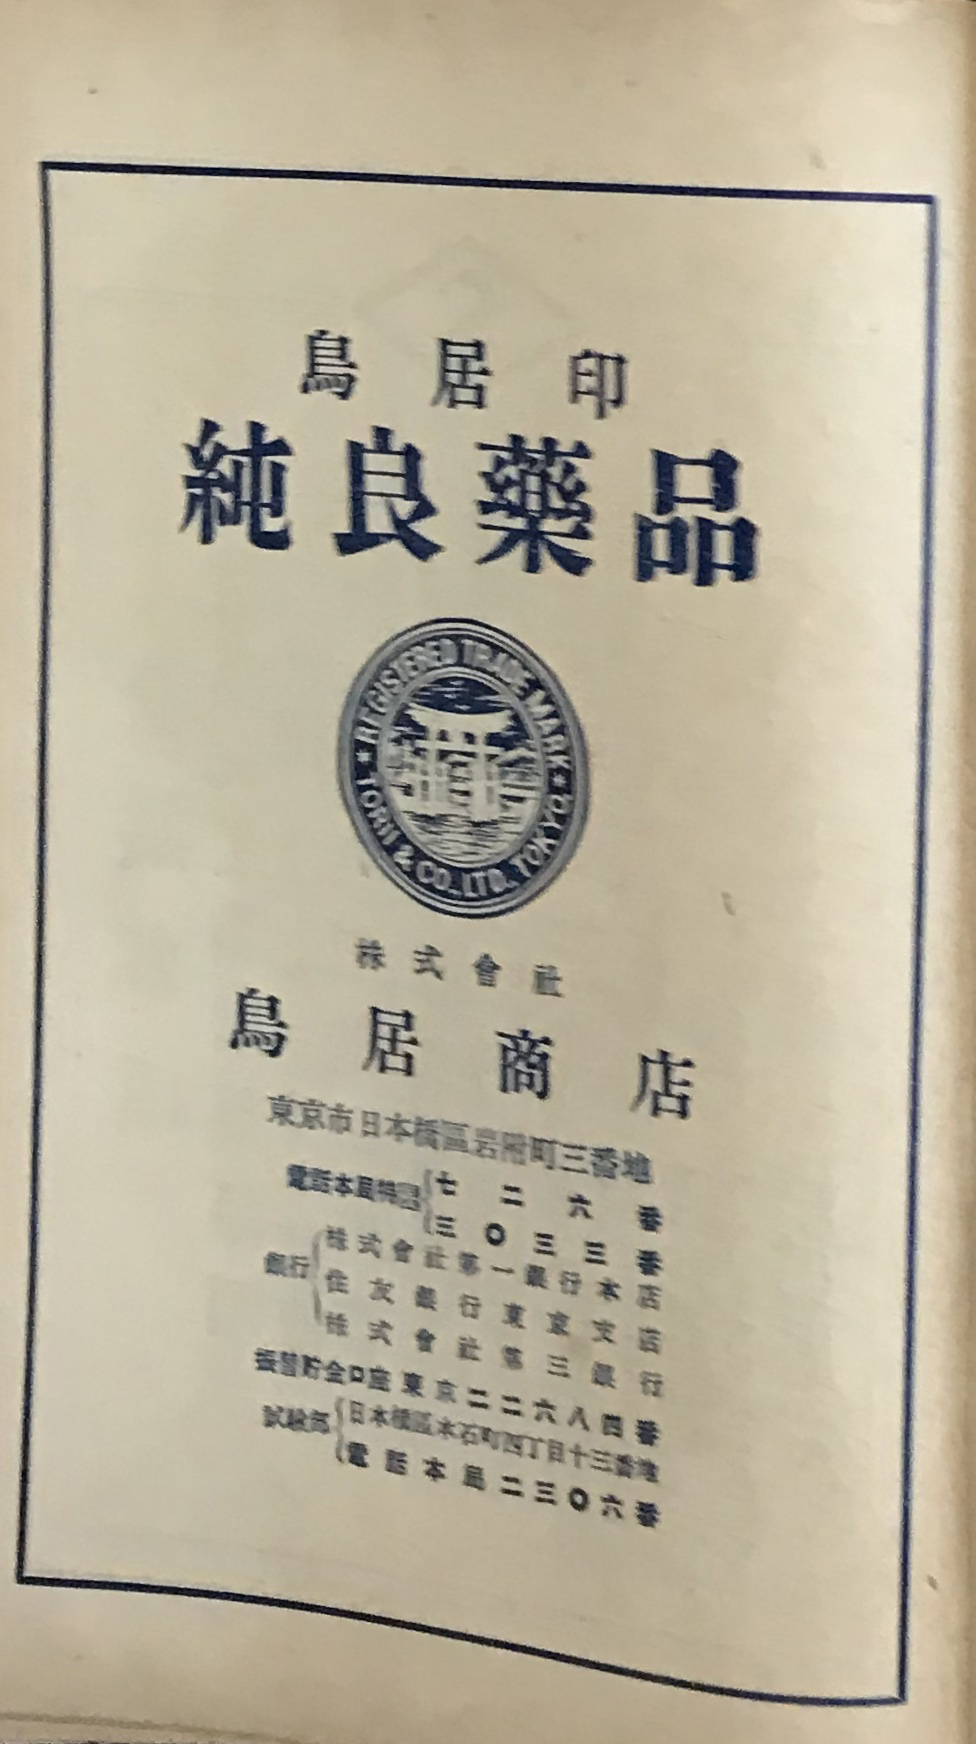 鳥居印
純良藥品
REGISTERED TRADE MARK
TORII & CO., LTD. TOKYO.
株式會社
鳥居商店
東京市日本橋區岩附町三番地
電話本局特長 七二六番
三〇三三番
銀行 株式會社第一銀行本店
住友銀行東京支店
株式會社第三銀行
振替貯金口座東京二二六八四番
試驗部 日本橋區本石町四丁目十三番地
電話本局二三〇六番